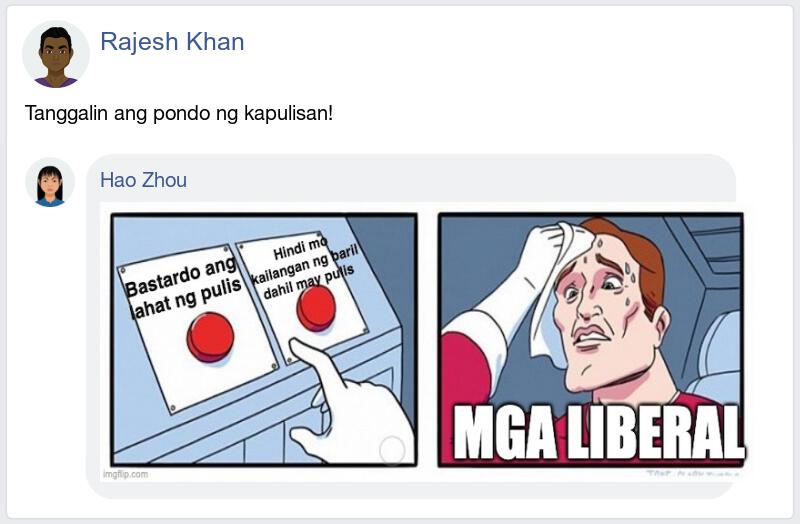 Rajesh Khan
Tanggalin ang pondo ng kapulisan!
Hao Zhou
Bastardo ang
lahat ng pulis
Hindi mo
kailangan ng baril
dahil may pulis
MGA LIBERAL
imgflip.com